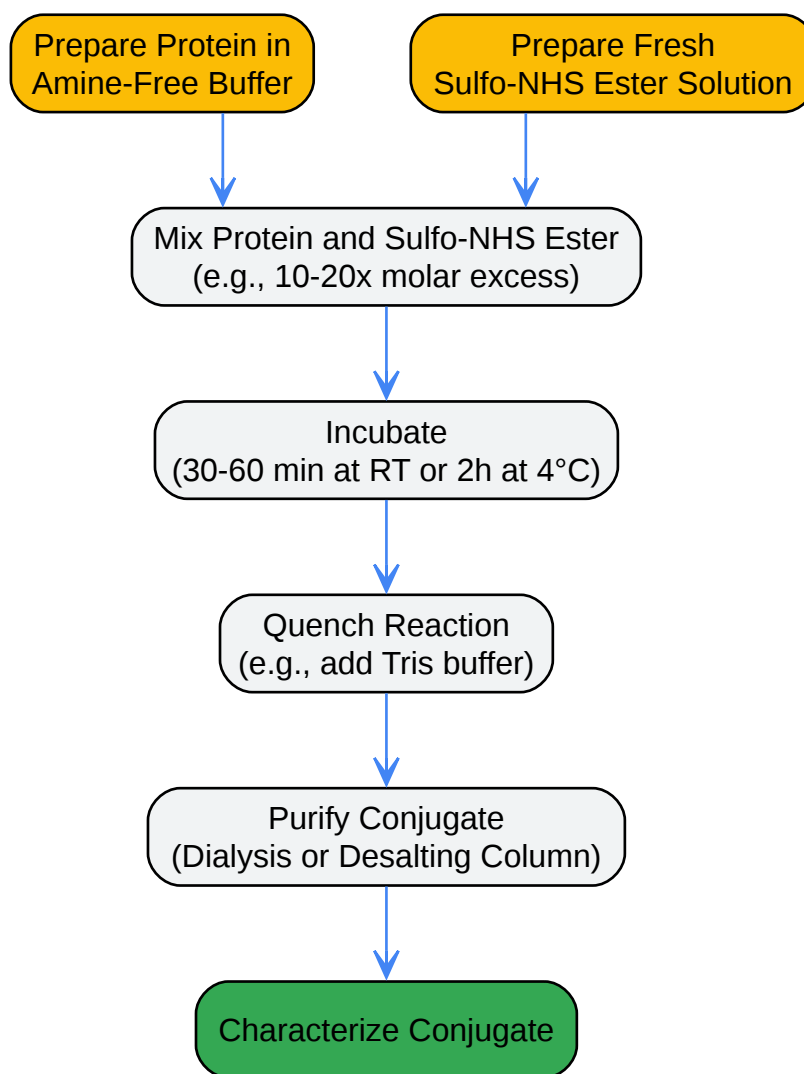 Prepare Protein in
Amine-Free Buffer
Prepare Fresh
Sulfo-NHS Ester Solution
Mix Protein and Sulfo-NHS Ester
(e.g., 10-20x molar excess)
Incubate
(30-60 min at RT or 2h at 4°C)
Quench Reaction
(e.g., add Tris buffer)
Purify Conjugate
(Dialysis or Desalting Column)
Characterize Conjugate